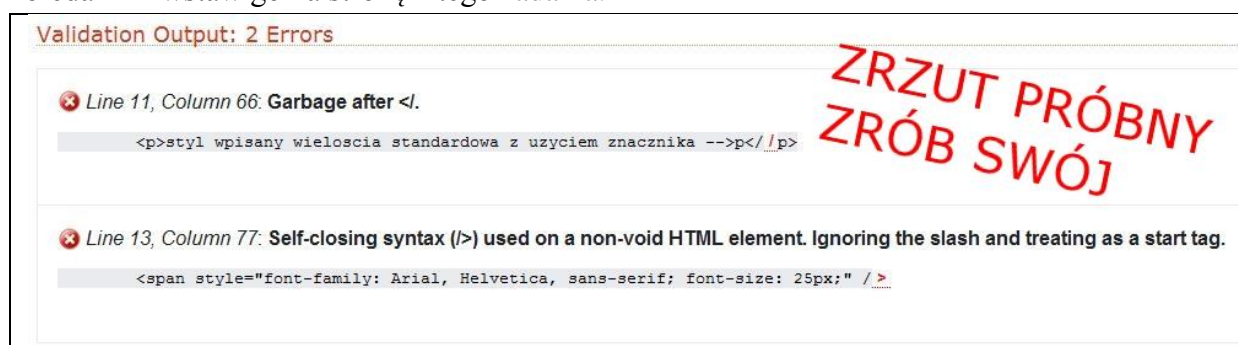 Validation Output: 2 Errors
ZRZUT PRÓBNY
ZRÓB SWÓJ
Line 11, Column 66: Garbage after </.
<p>styl wpisany wieloscia standardowa z uzyciem znacznika -->p<//p>
Line 13, Column 77: Self-closing syntax (/>) used on a non-void HTML element. Ignoring the slash and treating as a start tag.
<span style="font-family: Arial, Helvetica, sans-serif; font-size: 25px;" />